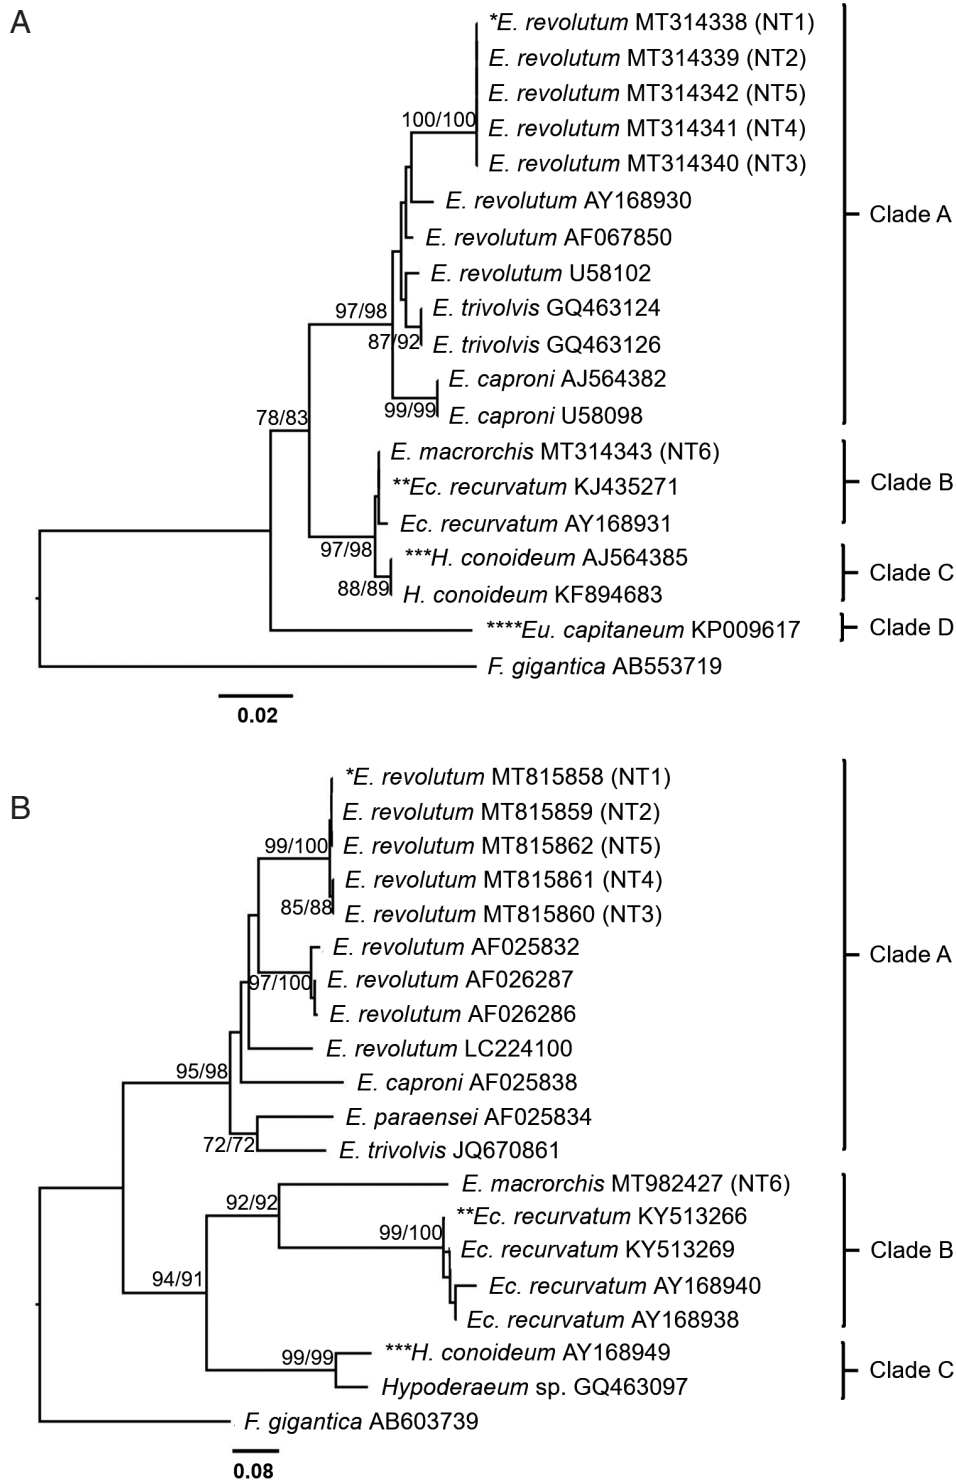 A
*E. revolutum MT314338 (NT1)
E. revolutum MT314339 (NT2)
E. revolutum MT314342 (NT5)
100/100
E. revolutum MT314341 (NT4)
E. revolutum MT314340 (NT3)
E. revolutum AY168930
Clade A
E. revolutum AF067850
E. revolutum U58102
E. trivolvis GQ463124
97/98
87/92
E. trivolvis GQ463126
E. caproni AJ564382
99/99
E. caproni U58098
78/83
E. macrorchis MT314343 (NT6)
**Ec. recurvatum KJ435271
Clade B
Ec. recurvatum AY168931
97/98
***H. conoideum AJ564385
Clade C
88/89
H. conoideum KF894683
****Eu. capitaneum KP009617
Clade D
F. gigantica AB553719
0.02
B
*E. revolutum MT815858 (NT1)
E. revolutum MT815859 (NT2)
99/100
E. revolutum MT815862 (NT5)
E. revolutum MT815861 (NT4)
85/88
E. revolutum MT815860 (NT3)
E. revolutum AF025832
Clade A
97/100
E. revolutum AF026287
E. revolutum AF026286
E. revolutum LC224100
95/98
E. caproni AF025838
E. paraensei AF025834
72/72
E. trivolvis JQ670861
E. macrorchis MT982427 (NT6)
92/92
**Ec. recurvatum KY513266
99/100
Ec. recurvatum KY513269
Clade B
94/91
Ec. recurvatum AY168940
Ec. recurvatum AY168938
99/99
***H. conoideum AY168949
Clade C
Hypoderaeum sp. GQ463097
F. gigantica AB603739
0.08